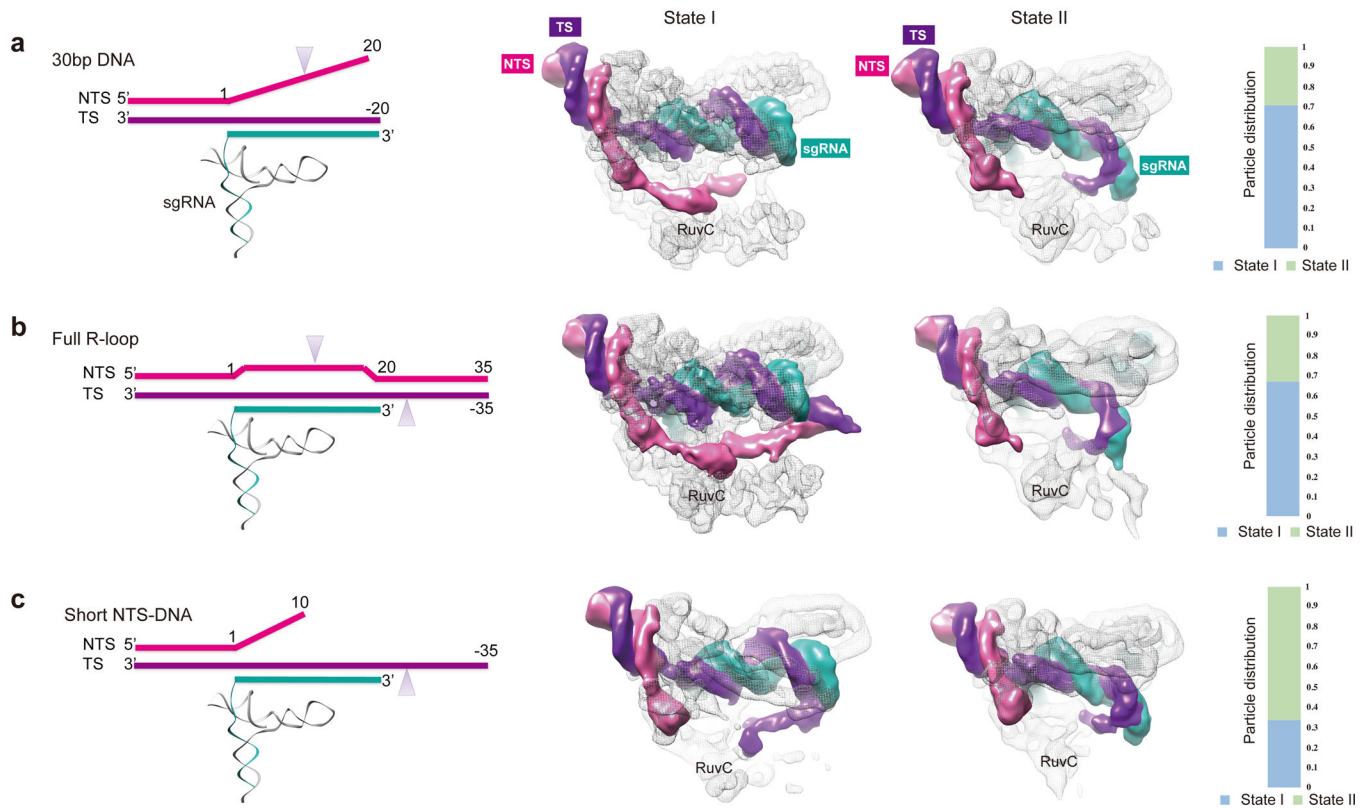 State I
State II
a
30bp DNA
20
NTS 5’
1
TS 3’
-20
3’
sgRNA
TS
NTS
sgRNA
RuvC
TS
NTS
sgRNA
RuvC
Particle distribution
1
0.9
0.8
0.7
0.6
0.5
0.4
0.3
0.2
0.1
0
State I State II
b
Full R-loop
NTS 5’
1
20
35
TS 3’
-35
3’
RuvC
RuvC
Particle distribution
1
0.9
0.8
0.7
0.6
0.5
0.4
0.3
0.2
0.1
0
State I State II
c
Short NTS-DNA
10
NTS 5’
1
TS 3’
-35
3’
RuvC
RuvC
Particle distribution
1
0.9
0.8
0.7
0.6
0.5
0.4
0.3
0.2
0.1
0
State I State II